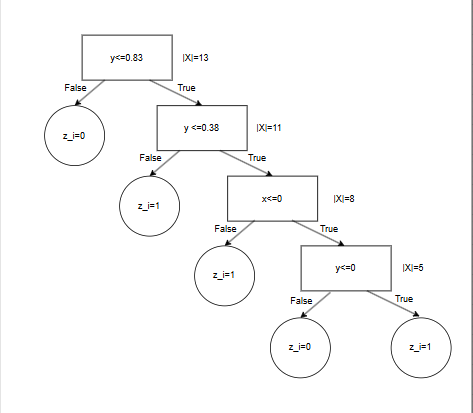 y<=0.83 |X|=13
False True
z_i=0 y <=0.38 |X|=11
False True
z_i=1 x<=0 |X|=8
False True
z_i=1 y<=0 |X|=5
False True
z_i=0 z_i=1